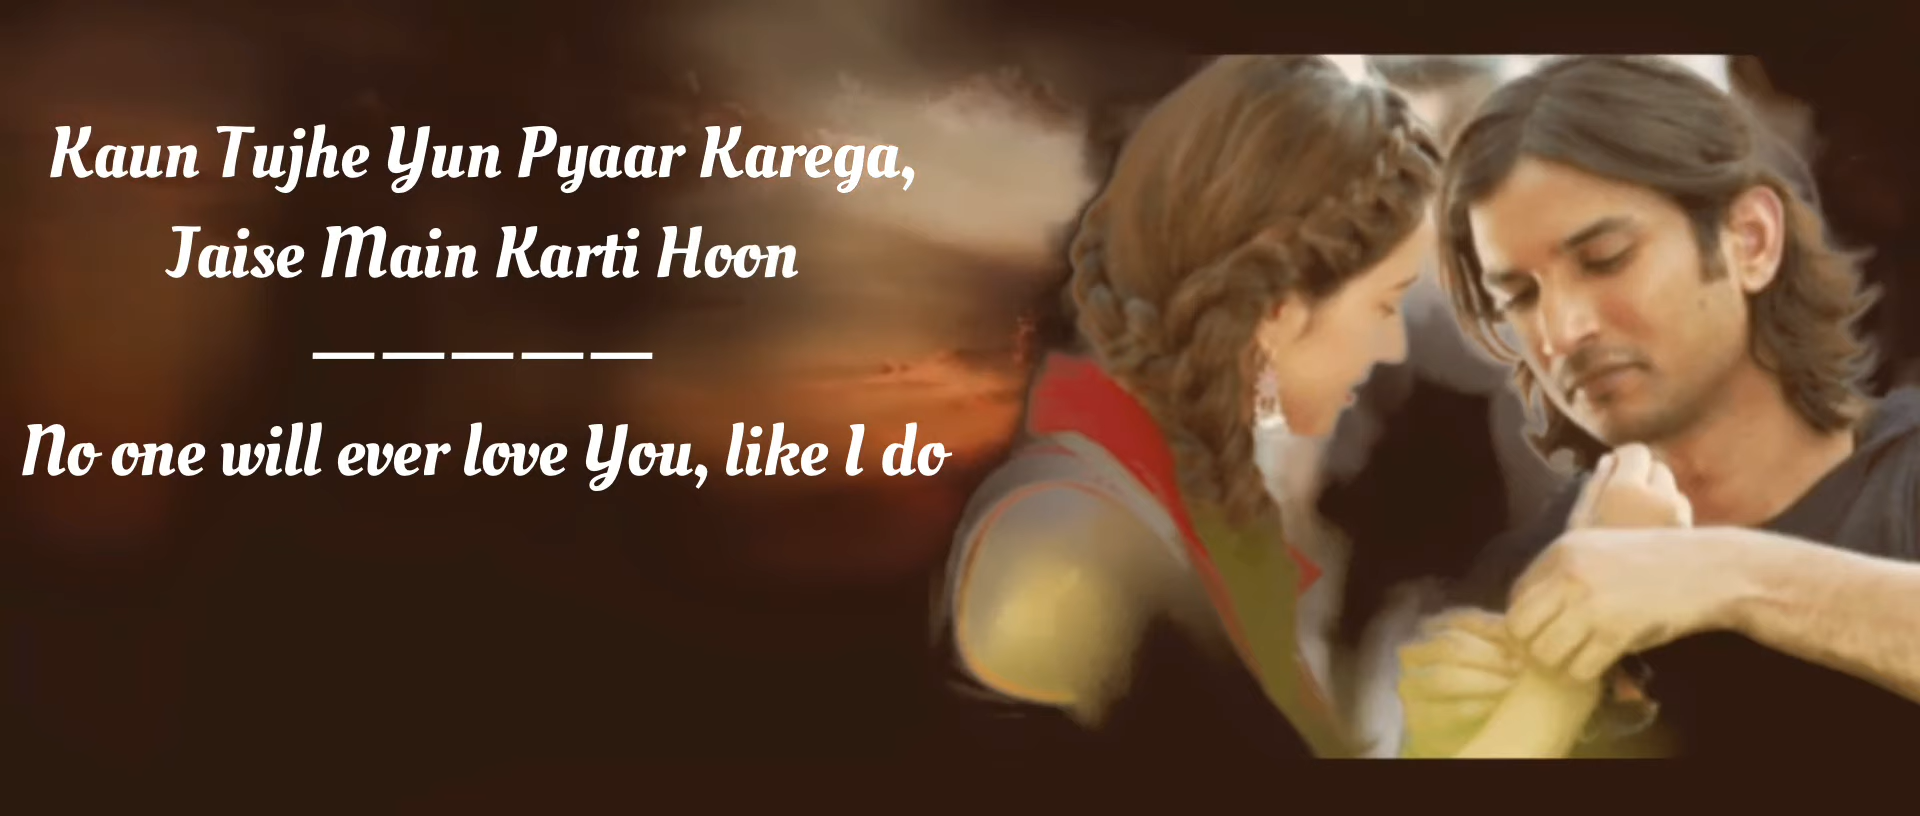 Kaun Tujhe Yun Pyaar Karega,
Jaise Main Karti Hoon
—————
No one will ever love You, like I do